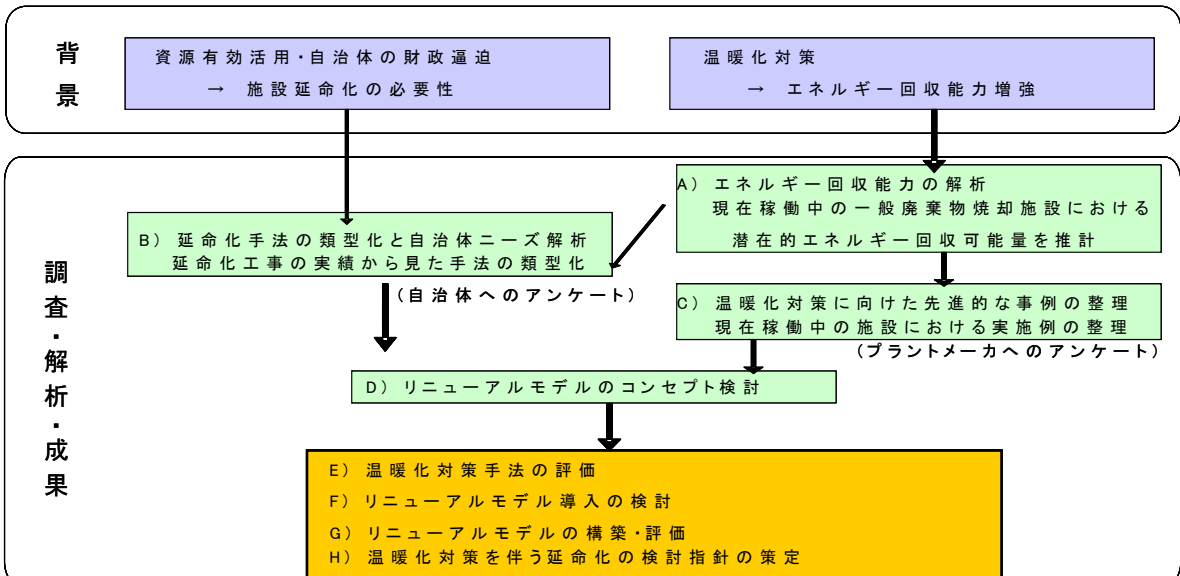 背景
資源有効活用・自治体の財政逼迫
→ 施設延命化の必要性
温暖化対策
→ エネルギー回収能力増強
調査・解析・成果
A) エネルギー回収能力の解析
現在稼働中の一般廃棄物焼却施設における
潜在的エネルギー回収可能量を推計
B) 延命化手法の類型化と自治体ニーズ解析
延命化工事の実績から見た手法の類型化
(自治体へのアンケート)
C) 温暖化対策に向けた先進的な事例の整理
現在稼働中の施設における実施例の整理
(プラントメーカへのアンケート)
D) リニューアルモデルのコンセプト検討
E) 温暖化対策手法の評価
F) リニューアルモデル導入の検討
G) リニューアルモデルの構築・評価
H) 温暖化対策を伴う延命化の検討指針の策定